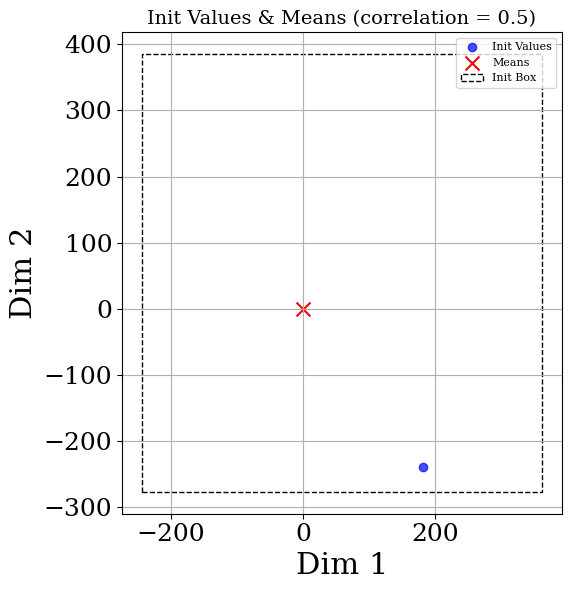 Init Values & Means (correlation = 0.5)
Init Values
Means
Init Box
400
300
200
100
0
−100
−200
−300
Dim 2
−200 0 200
Dim 1